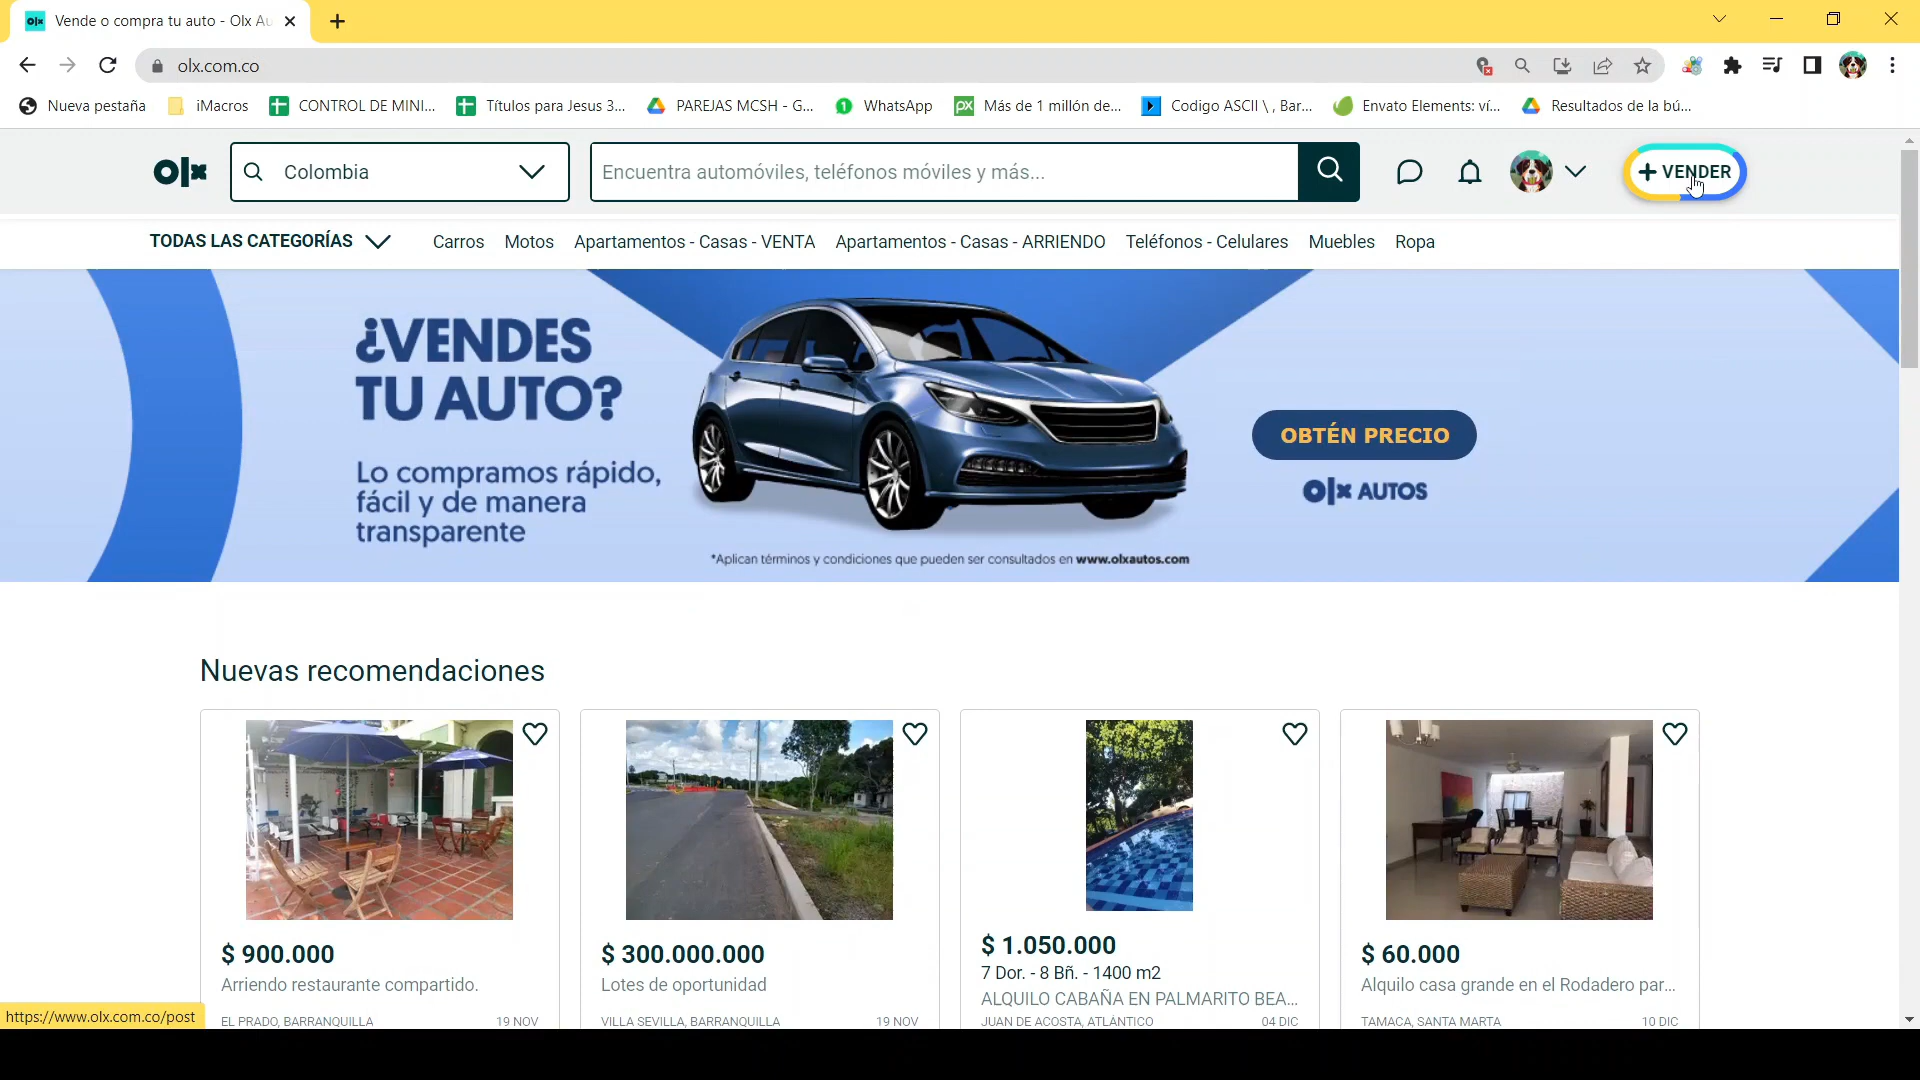 Vende o compra tu auto - Olx Au
olx.com.co
Nueva pestaña
iMacros
CONTROL DE MINI...
Títulos para Jesus 3...
PAREJAS MCSH - G...
WhatsApp
Más de 1 millón de...
Codigo ASCII \ , Bar...
Envato Elements: ví...
Resultados de la bú...
olx
Colombia
Encuentra automóviles, teléfonos móviles y más...
+ VENDER
TODAS LAS CATEGORÍAS
Carros
Motos
Apartamentos - Casas - VENTA
Apartamentos - Casas - ARRIENDO
Teléfonos - Celulares
Muebles
Ropa
¿VENDES
TU AUTO?
Lo compramos rápido,
fácil y de manera
transparente
OBTÉN PRECIO
olx AUTOS
*Aplican términos y condiciones que pueden ser consultados en www.olxautos.com
Nuevas recomendaciones
$ 900.000
Arriendo restaurante compartido.
EL PRADO, BARRANQUILLA
19 NOV
$ 300.000.000
Lotes de oportunidad
VILLA SEVILLA, BARRANQUILLA
19 NOV
$ 1.050.000
7 Dor. - 8 Bñ. - 1400 m2
ALQUILO CABAÑA EN PALMARITO BEA...
JUAN DE ACOSTA, ATLÁNTICO
04 DIC
$ 60.000
Alquilo casa grande en el Rodadero par...
TAMACA, SANTA MARTA
10 DIC
https://www.olx.com.co/post